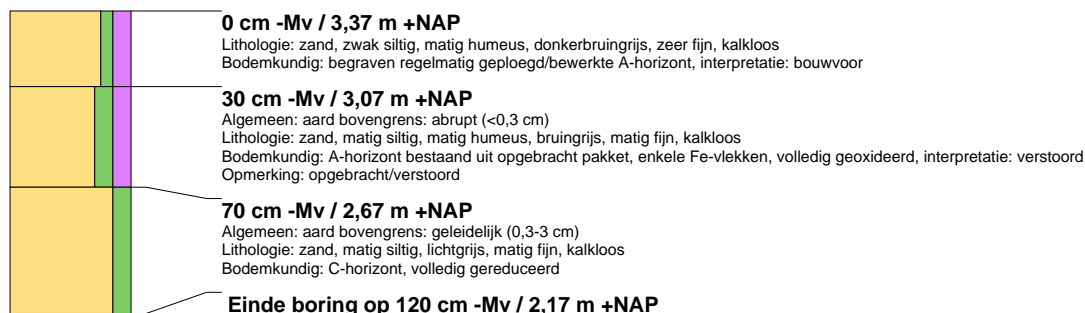 0 cm -Mv / 3,37 m +NAP
Lithologie: zand, zwak siltig, matig humeus, donkerbruingrijs, zeer fijn, kalkloos
Bodemkundig: begraven regelmatig geploegd/bewerkte A-horizont, interpretatie: bouwvoor
30 cm -Mv / 3,07 m +NAP
Algemeen: aard bovengrens: abrupt (<0,3 cm)
Lithologie: zand, matig siltig, matig humeus, bruingrijs, matig fijn, kalkloos
Bodemkundig: A-horizont bestaand uit opgebracht pakket, enkele Fe-vlekken, volledig geoxideerd, interpretatie: verstoord
Opmerking: opgebracht/verstoord
70 cm -Mv / 2,67 m +NAP
Algemeen: aard bovengrens: geleidelijk (0,3-3 cm)
Lithologie: zand, matig siltig, lichtgrijs, matig fijn, kalkloos
Bodemkundig: C-horizont, volledig gereduceerd
Einde boring op 120 cm -Mv / 2,17 m +NAP